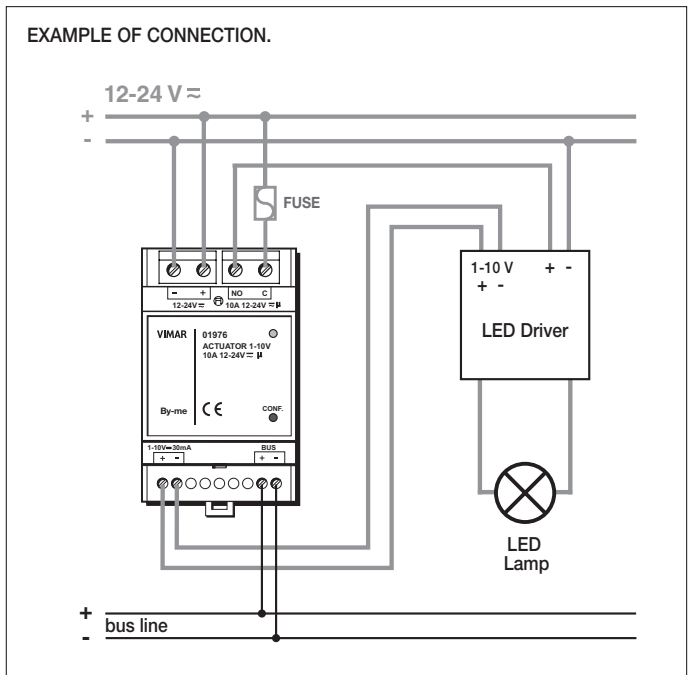 EXAMPLE OF CONNECTION.
12-24 V ⎓~
+
-
FUSE
- +
NO C
12-24V ⎓ 10A 12-24V ⎓~ µ
VIMAR 01976
ACTUATOR 1-10V
10A 12-24V ⎓ µ
By-me CE CONF.
1-10V⎓30mA BUS
+ - + -
1-10 V + -
+ -
LED Driver
LED
Lamp
+
bus line
-